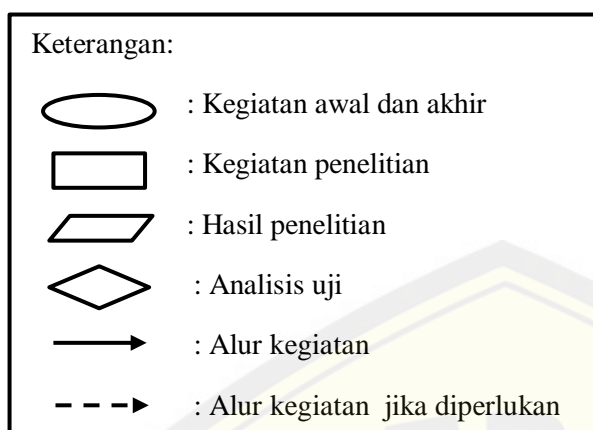 Keterangan:
: Kegiatan awal dan akhir
: Kegiatan penelitian
: Hasil penelitian
: Analisis uji
: Alur kegiatan
: Alur kegiatan jika diperlukan